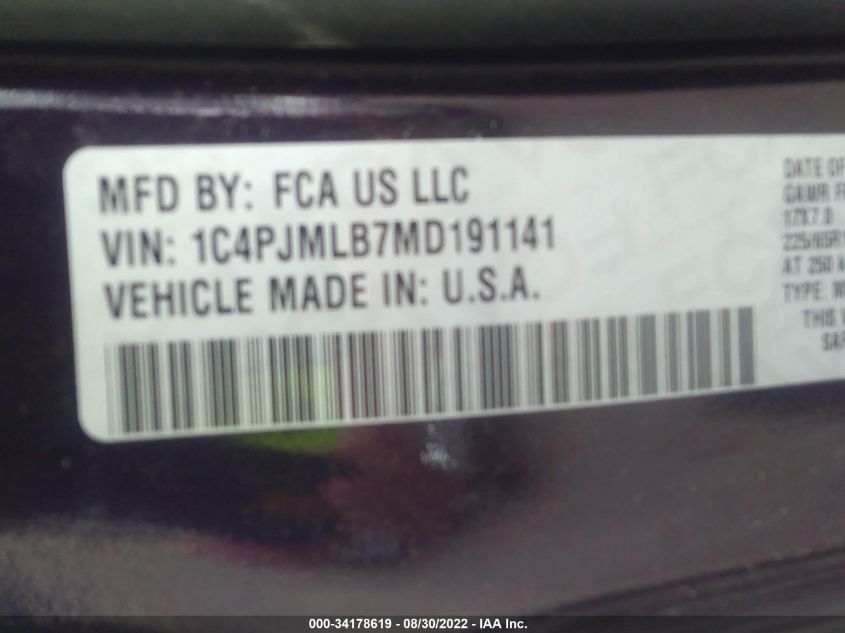 MFD BY: FCA US LLC
VIN: 1C4PJMLB7MD191141
VEHICLE MADE IN: U.S.A.
DATE OF
GAWR
17X7.0
225/65R1
AT 250
TYPE:
THIS
SAF
000-34178619 - 08/30/2022 - IAA Inc.